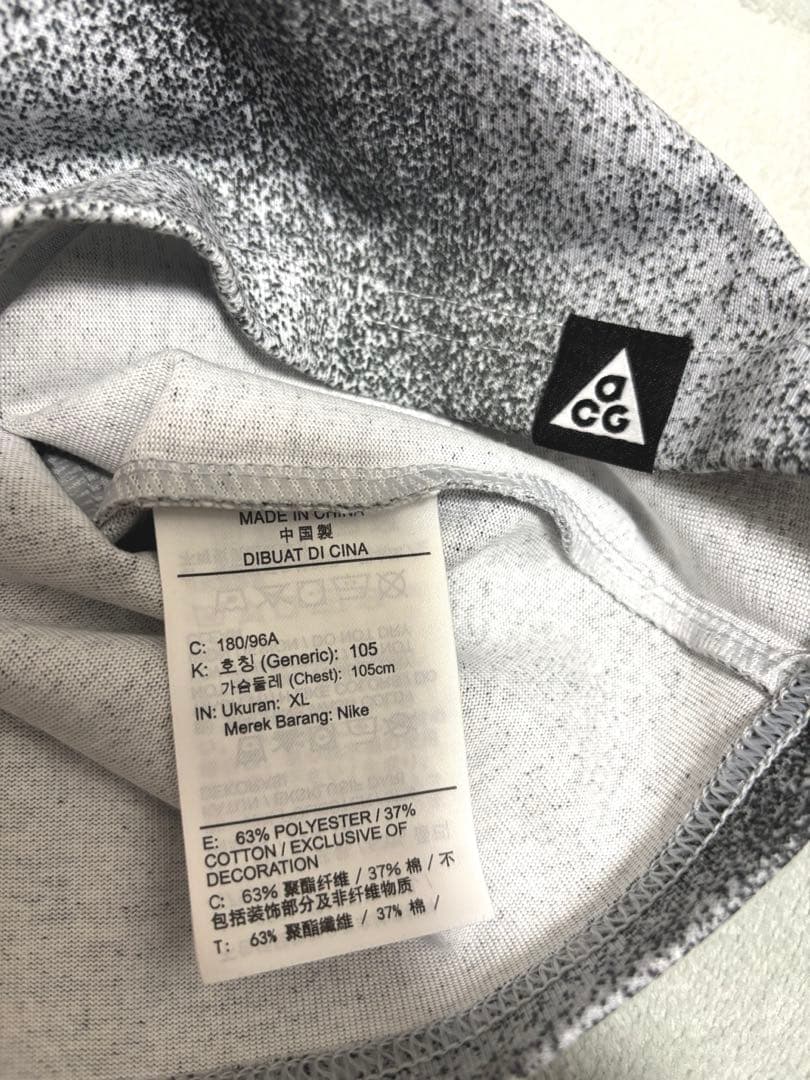 aCG
MADE IN CHINA
中国製
DIBUAT DI CINA
C: 180/96A
K: 호칭 (Generic): 105
가슴둘레 (Chest): 105cm
IN: Ukuran: XL
Merek Barang: Nike
E: 63% POLYESTER / 37%
COTTON / EXCLUSIVE OF
DECORATION
C: 63% 聚酯纤维 / 37% 棉 / 不
包括装饰部分及非纤维物质
T: 63% 聚酯纖維 / 37% 棉 /